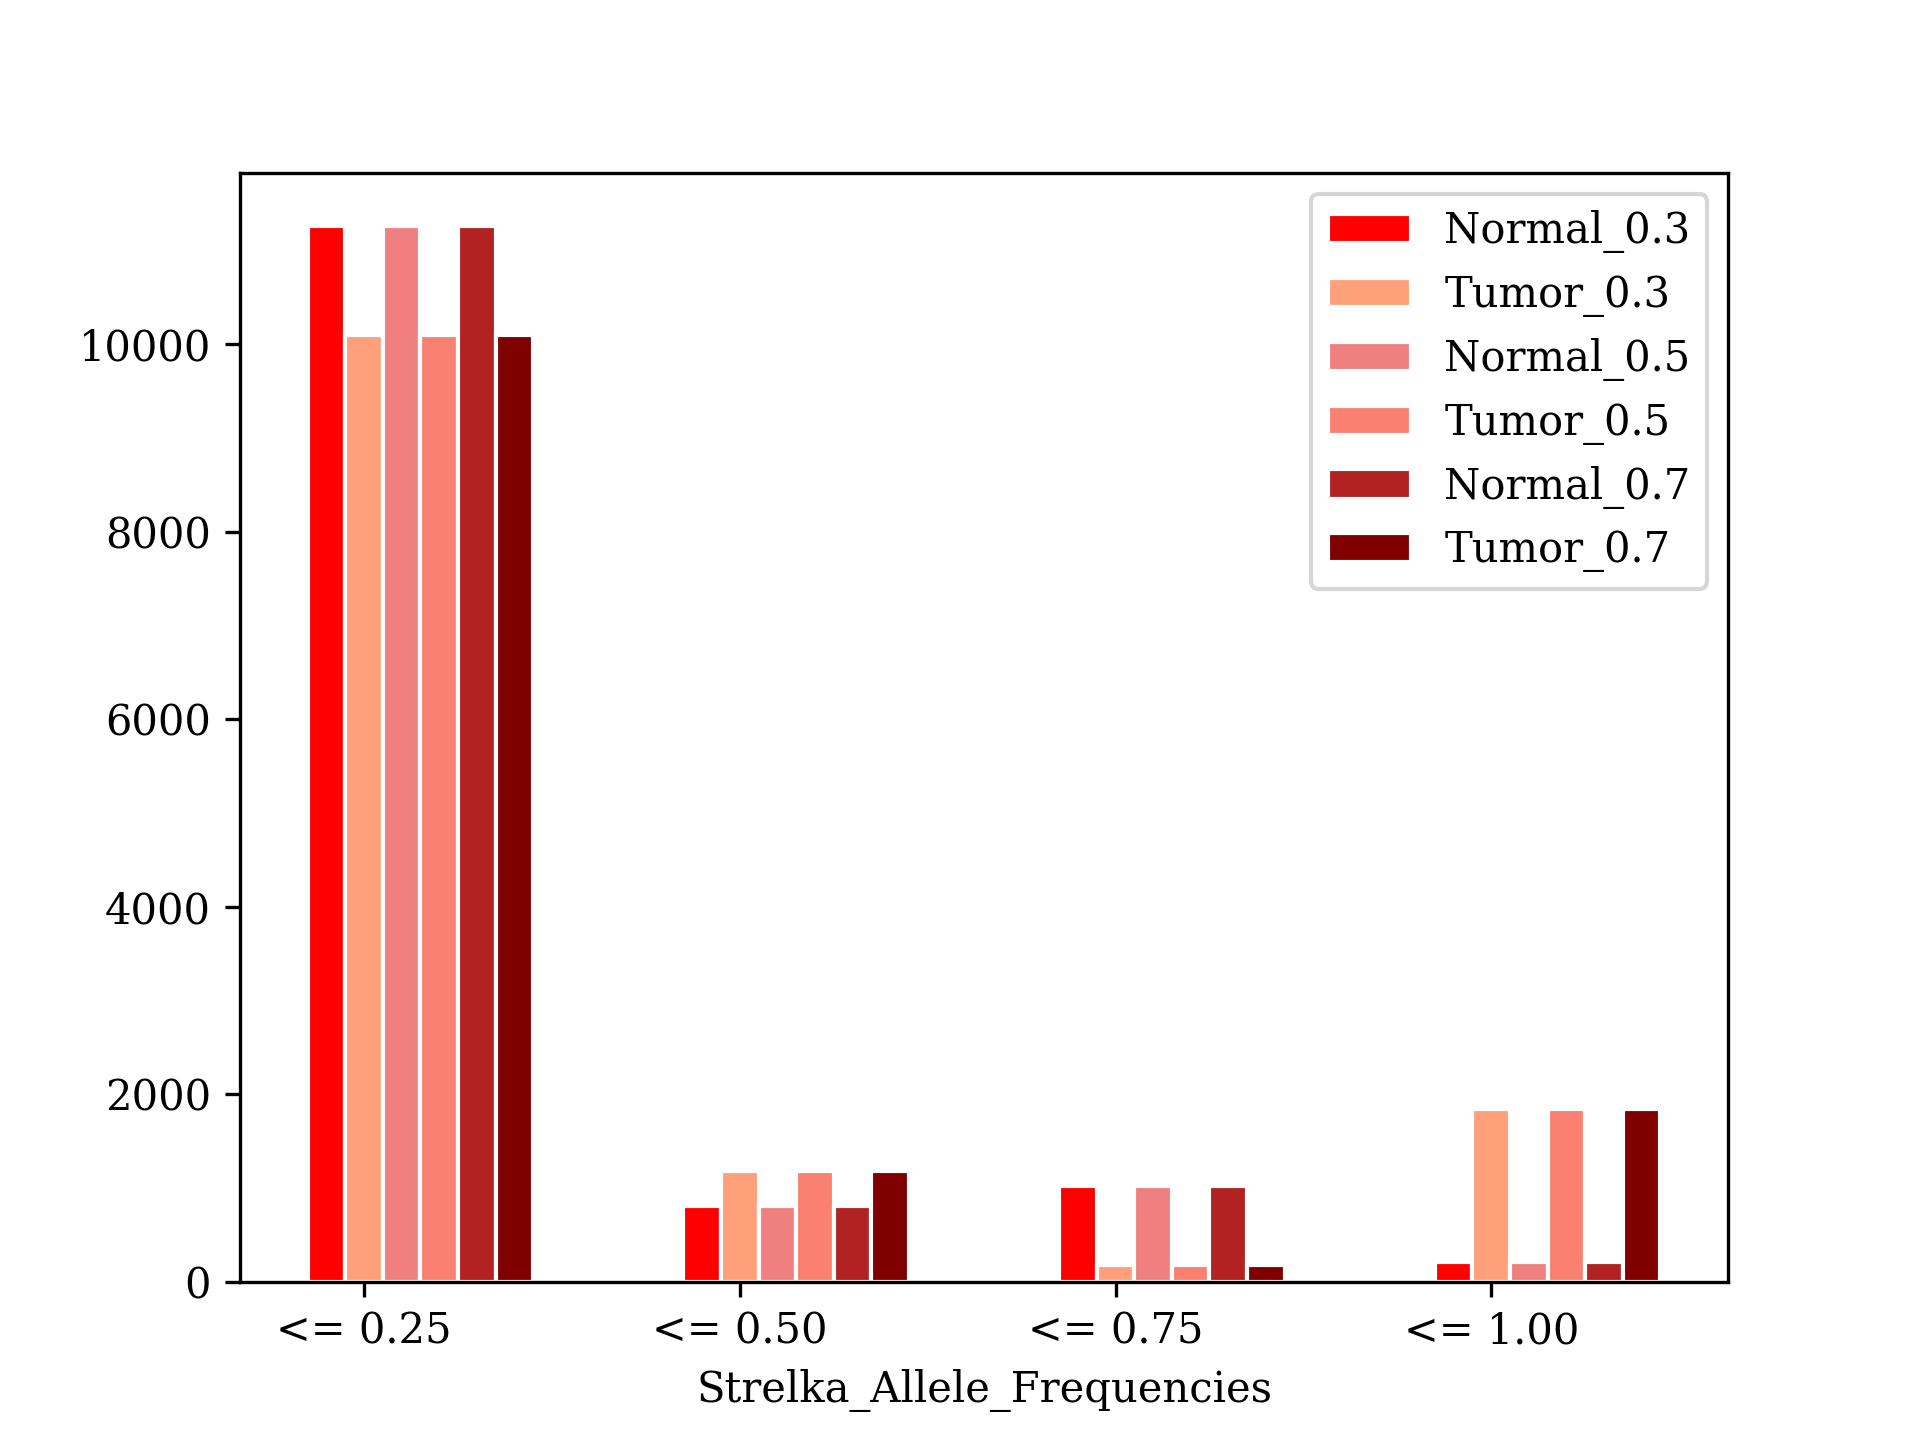 10000
8000
6000
4000
2000
0
Normal_0.3
Tumor_0.3
Normal_0.5
Tumor_0.5
Normal_0.7
Tumor_0.7
<= 0.25 <= 0.50 <= 0.75 <= 1.00
Strelka_Allele_Frequencies